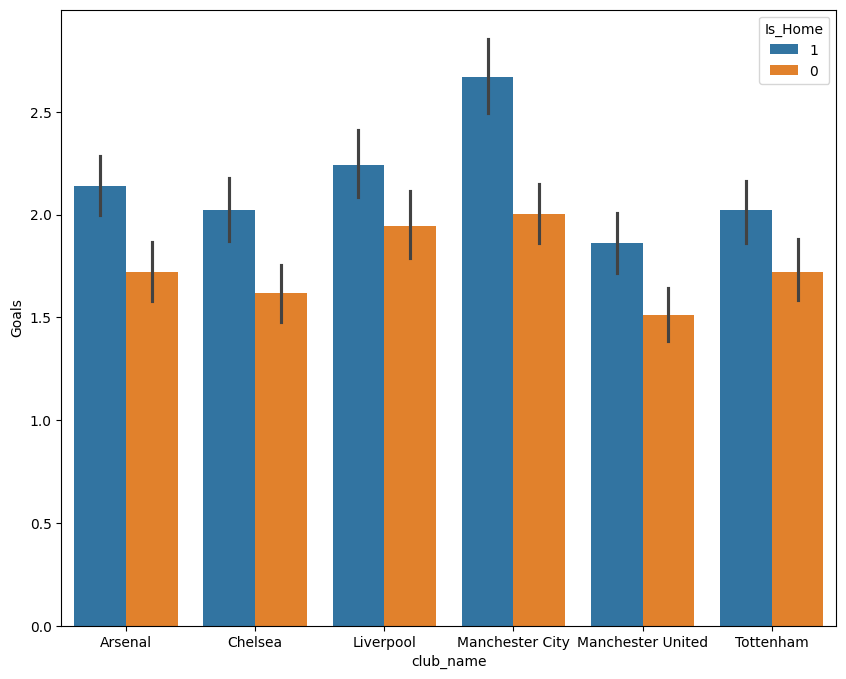 Is_Home
1
0
Goals
2.5
2.0
1.5
1.0
0.5
0.0
Arsenal Chelsea Liverpool Manchester City Manchester United Tottenham
club_name